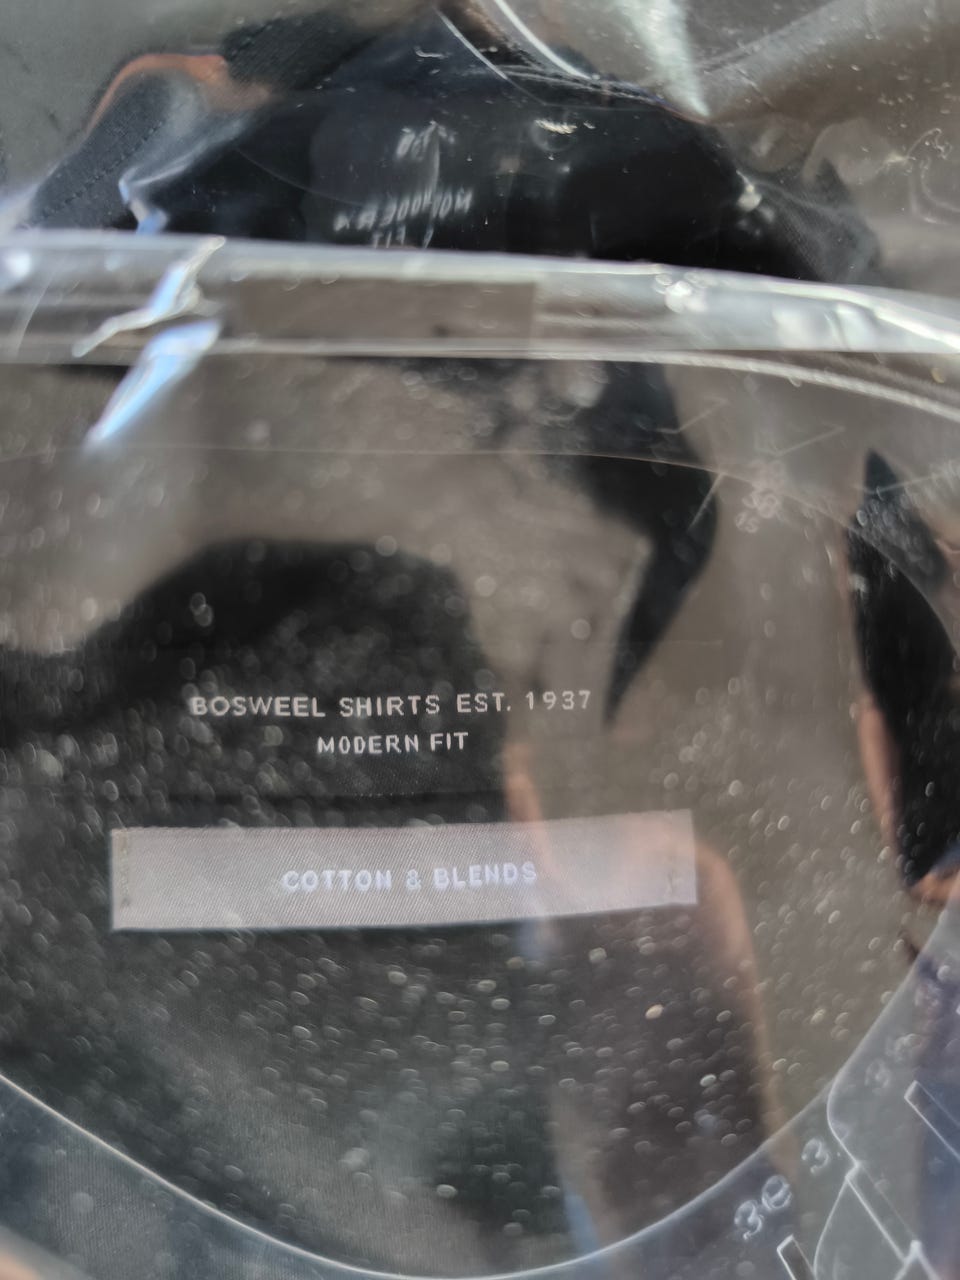 BOSWEEL SHIRTS EST. 1937
MODERN FIT
COTTON & BLENDS